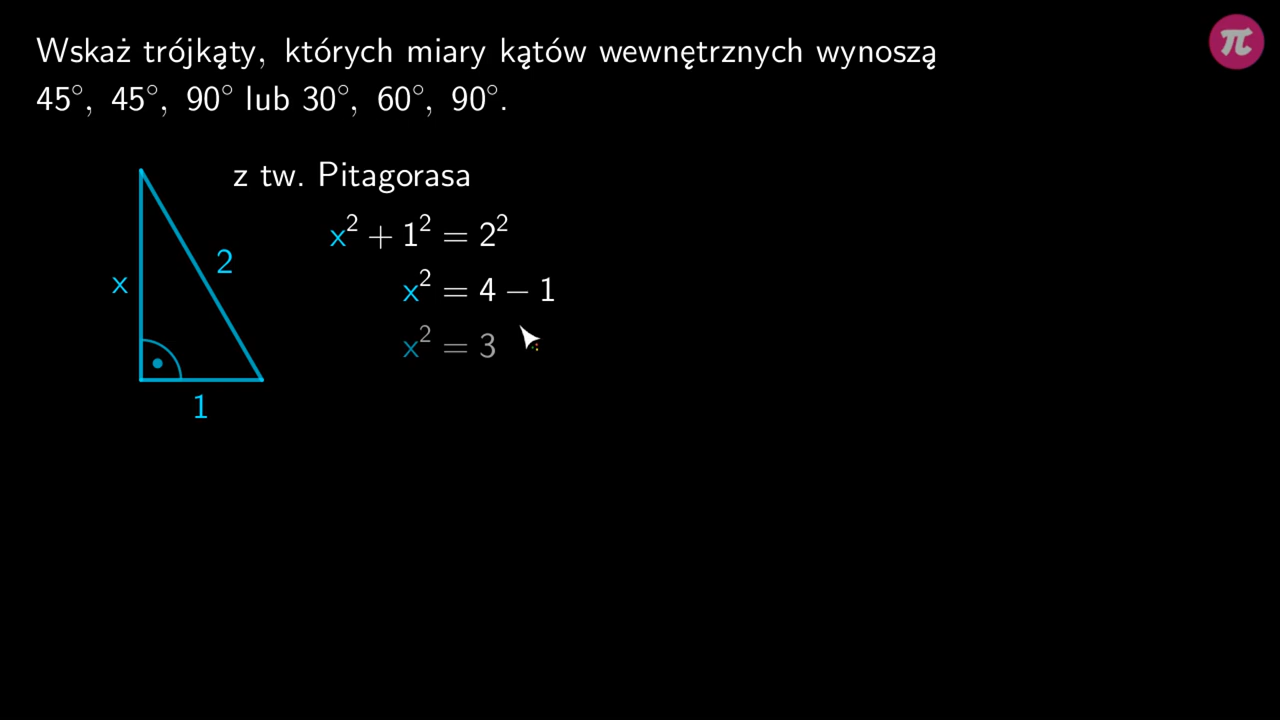 Wskaż trójkąty, których miary kątów wewnętrznych wynoszą
45°, 45°, 90° lub 30°, 60°, 90°.
z tw. Pitagorasa
x² + 1² = 2²
x² = 4 − 1
x² = 3
x
2
1
π